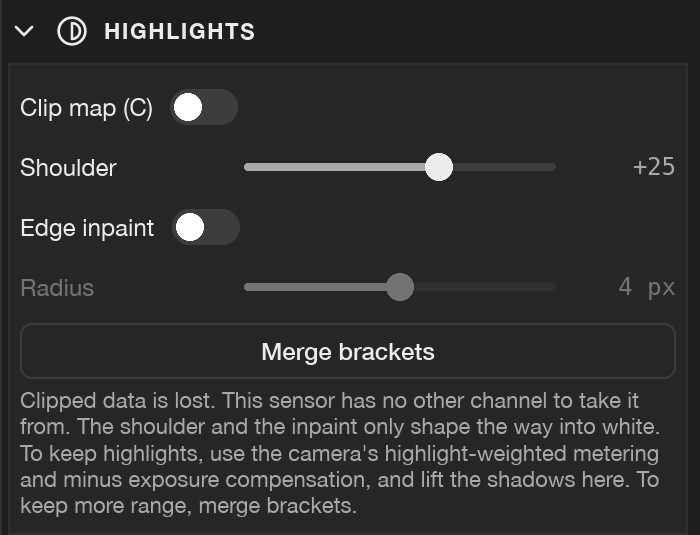 HIGHLIGHTS
Clip map (C)
Shoulder +25
Edge inpaint
Radius 4 px
Merge brackets
Clipped data is lost. This sensor has no other channel to take it
from. The shoulder and the inpaint only shape the way into white.
To keep highlights, use the camera's highlight-weighted metering
and minus exposure compensation, and lift the shadows here. To
keep more range, merge brackets.